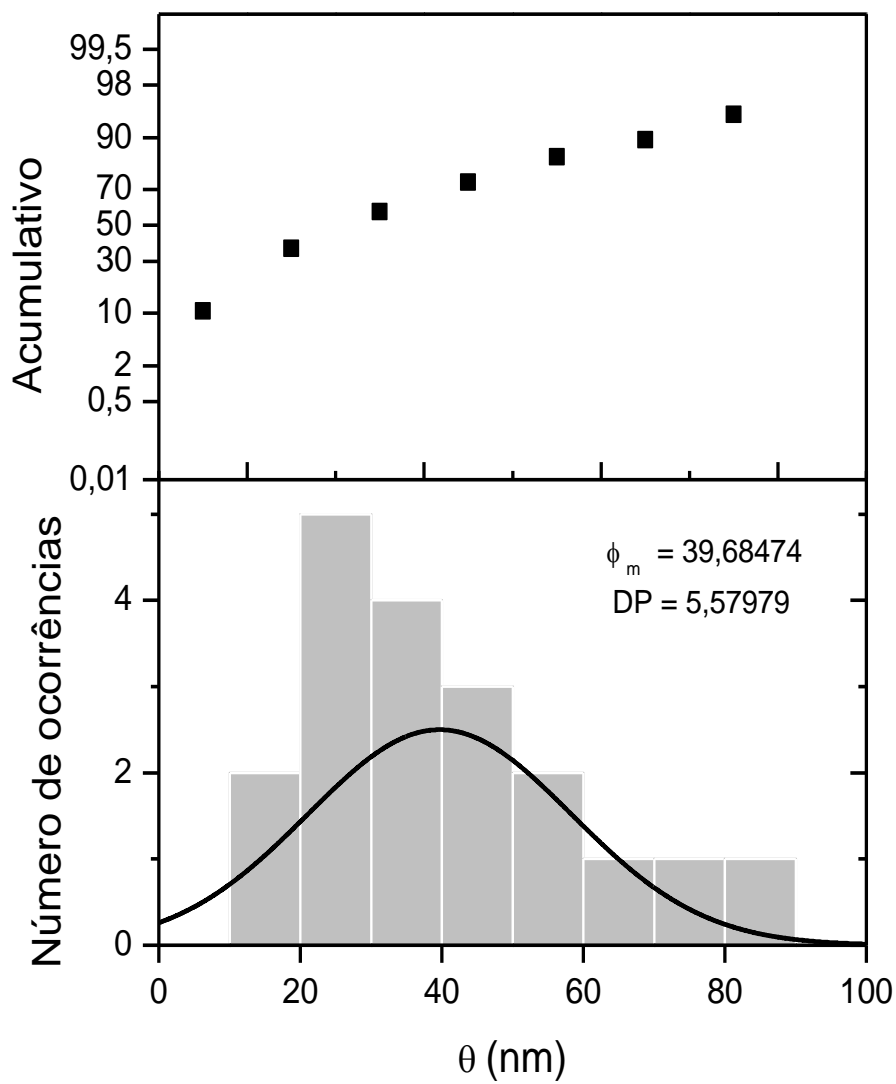 99,5
98
90
70
50
30
10
2
0,5
0,01
Acumulativo
4
2
0
Número de ocorrências
ϕm = 39,68474
DP = 5,57979
0 20 40 60 80 100
θ (nm)